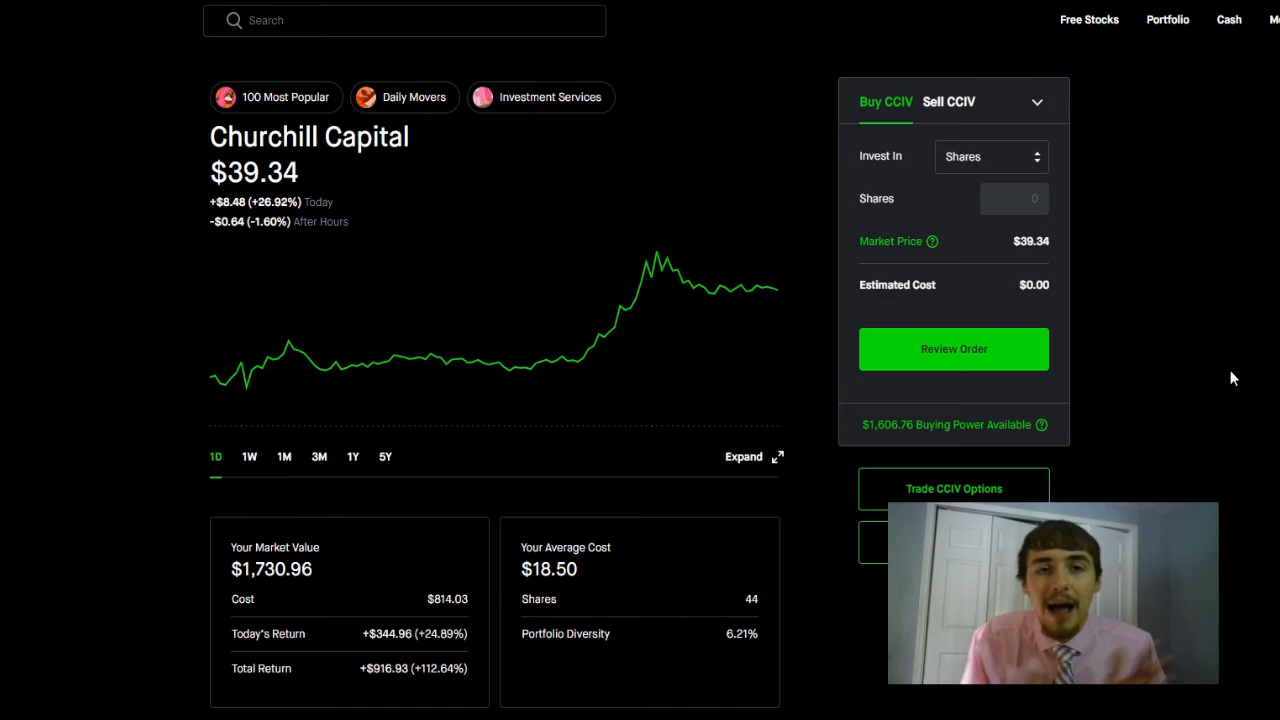 Search
Free Stocks
Portfolio
Cash
100 Most Popular
Daily Movers
Investment Services
Churchill Capital
$39.34
+$8.48 (+26.92%) Today
-$0.64 (-1.60%) After Hours
1D 1W 1M 3M 1Y 5Y
Expand
Your Market Value
$1,730.96
Cost $814.03
Today's Return +$344.96 (+24.89%)
Total Return +$916.93 (+112.64%)
Your Average Cost
$18.50
Shares 44
Portfolio Diversity 6.21%
Buy CCIV Sell CCIV
Invest In Shares
Shares 0
Market Price ? $39.34
Estimated Cost $0.00
Review Order
$1,606.76 Buying Power Available ?
Trade CCIV Options